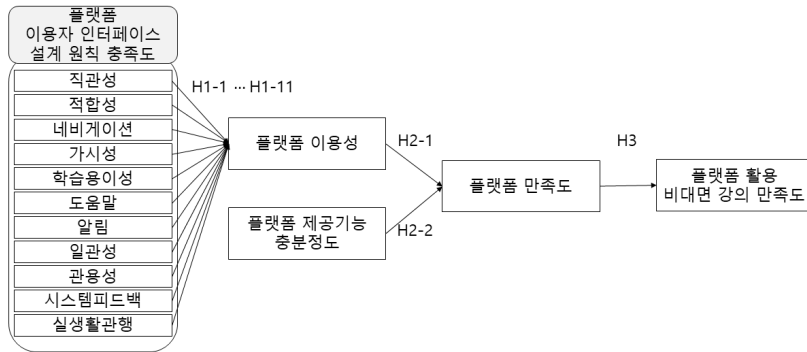 플랫폼
이용자 인터페이스
설계 원칙 충족도
직관성
적합성
네비게이션
가시성
학습용이성
도움말
알림
일관성
관용성
시스템피드백
실생활관행
H1-1 ... H1-11
플랫폼 이용성
플랫폼 제공기능
충분정도
H2-1
H2-2
플랫폼 만족도
H3
플랫폼 활용
비대면 강의 만족도